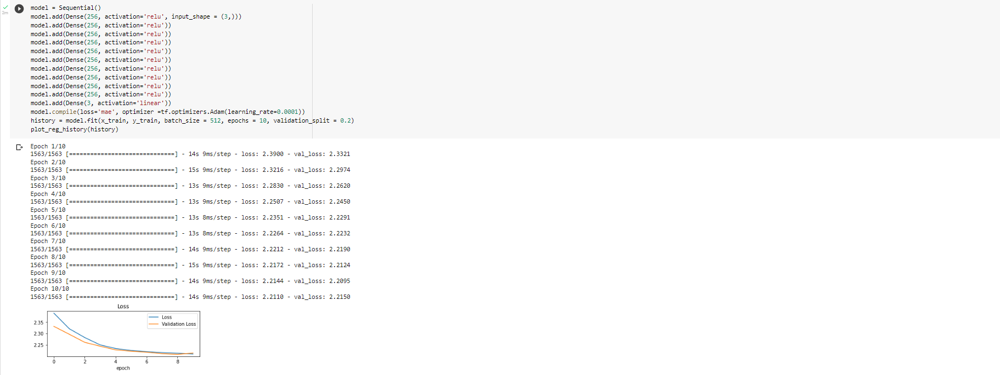 2m
model = Sequential()
model.add(Dense(256, activation='relu', input_shape = (3,)))
model.add(Dense(256, activation='relu'))
model.add(Dense(256, activation='relu'))
model.add(Dense(256, activation='relu'))
model.add(Dense(256, activation='relu'))
model.add(Dense(256, activation='relu'))
model.add(Dense(256, activation='relu'))
model.add(Dense(256, activation='relu'))
model.add(Dense(256, activation='relu'))
model.add(Dense(256, activation='relu'))
model.add(Dense(3, activation='linear'))
model.compile(loss='mae', optimizer =tf.optimizers.Adam(learning_rate=0.0001))
history = model.fit(x_train, y_train, batch_size = 512, epochs = 10, validation_split = 0.2)
plot_reg_history(history)
Epoch 1/10
1563/1563 [==============================] - 14s 9ms/step - loss: 2.3900 - val_loss: 2.3321
Epoch 2/10
1563/1563 [==============================] - 15s 9ms/step - loss: 2.3216 - val_loss: 2.2974
Epoch 3/10
1563/1563 [==============================] - 13s 9ms/step - loss: 2.2830 - val_loss: 2.2620
Epoch 4/10
1563/1563 [==============================] - 13s 9ms/step - loss: 2.2507 - val_loss: 2.2450
Epoch 5/10
1563/1563 [==============================] - 13s 8ms/step - loss: 2.2351 - val_loss: 2.2291
Epoch 6/10
1563/1563 [==============================] - 13s 8ms/step - loss: 2.2264 - val_loss: 2.2232
Epoch 7/10
1563/1563 [==============================] - 14s 9ms/step - loss: 2.2212 - val_loss: 2.2190
Epoch 8/10
1563/1563 [==============================] - 15s 9ms/step - loss: 2.2172 - val_loss: 2.2124
Epoch 9/10
1563/1563 [==============================] - 14s 9ms/step - loss: 2.2144 - val_loss: 2.2095
Epoch 10/10
1563/1563 [==============================] - 14s 9ms/step - loss: 2.2110 - val_loss: 2.2150
Loss
Loss
Validation Loss
2.35
2.30
2.25
0 2 4 6 8
epoch